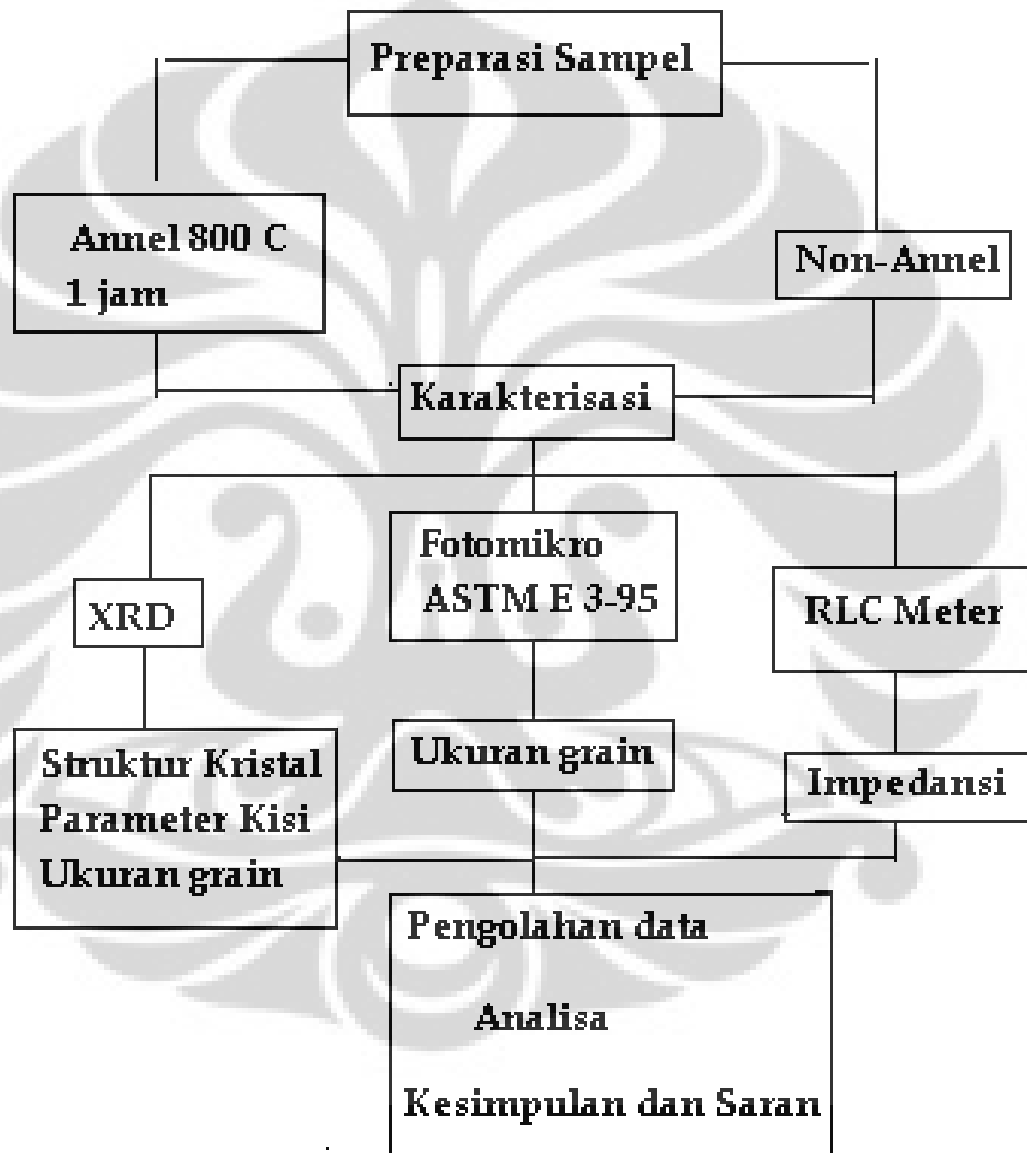 Preparasi Sampel
Annel 800 C
1 jam
Non-Annel
Karakterisasi
XRD
Fotomikro
ASTM E 3-95
RLC Meter
Struktur Kristal
Parameter Kisi
Ukuran grain
Ukuran grain
Impedansi
Pengolahan data
Analisa
Kesimpulan dan Saran